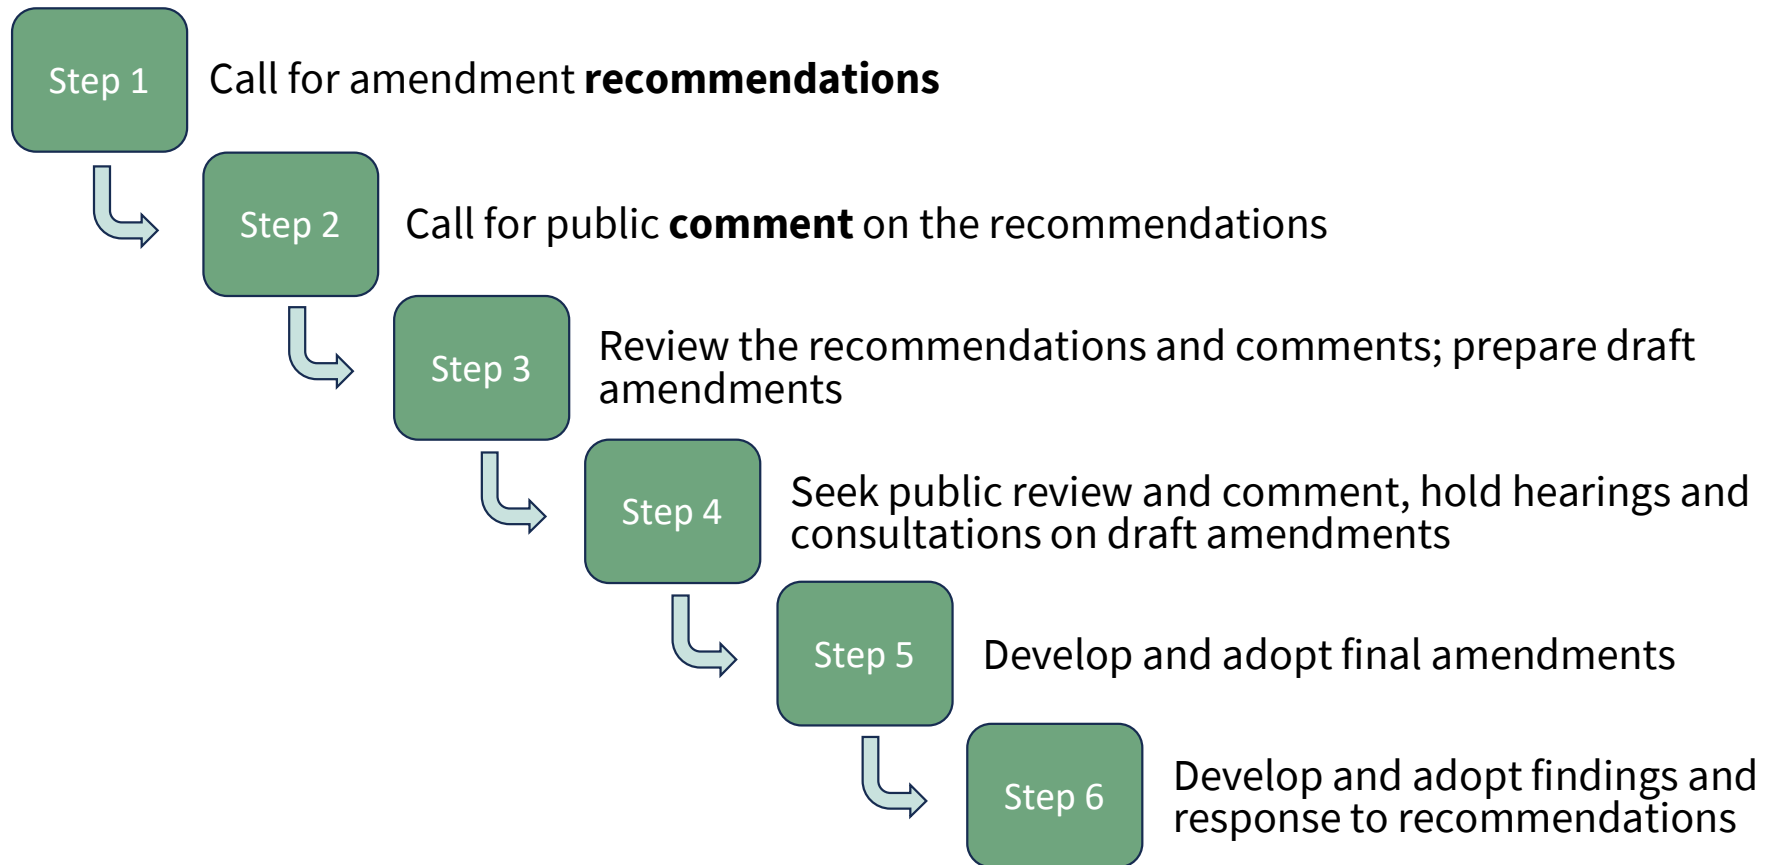 Step 1
Call for amendment recommendations
Step 2
Call for public comment on the recommendations
Step 3
Review the recommendations and comments; prepare draft
amendments
Step 4
Seek public review and comment, hold hearings and
consultations on draft amendments
Step 5
Develop and adopt final amendments
Step 6
Develop and adopt findings and
response to recommendations